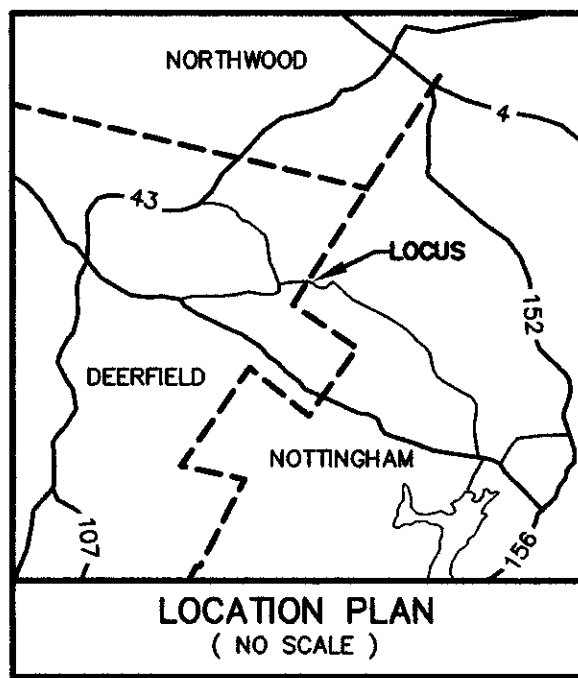 NORTHWOOD
4
43
LOCUS
152
DEERFIELD
NOTTINGHAM
107
156
LOCATION PLAN
( NO SCALE )